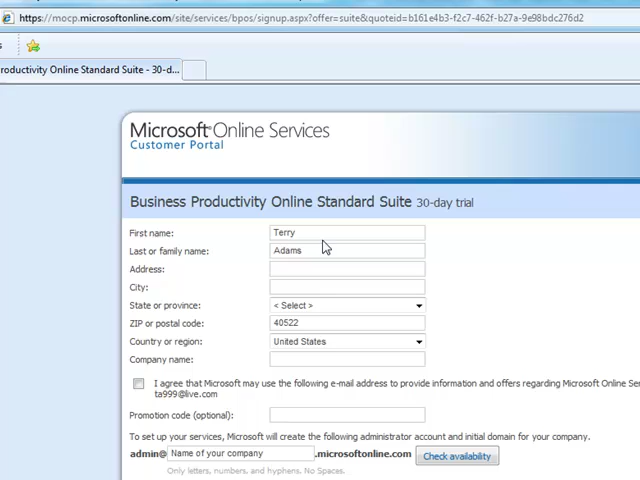 https://mocp.microsoftonline.com/site/services/bpos/signup.aspx?offer=suite&quoteid=b161e4b3-f2c7-462f-b27a-9e98bdc276d2
s
roductivity Online Standard Suite - 30-d...
Microsoft Online Services
Customer Portal
Business Productivity Online Standard Suite 30-day trial
First name: Terry
Last or family name: Adams
Address:
City:
State or province: < Select >
ZIP or postal code: 40522
Country or region: United States
Company name:
I agree that Microsoft may use the following e-mail address to provide information and offers regarding Microsoft Online Se
ta999@live.com
Promotion code (optional):
To set up your services, Microsoft will create the following administrator account and initial domain for your company.
admin@ Name of your company .microsoftonline.com Check availability
Only letters, numbers, and hyphens. No Spaces.